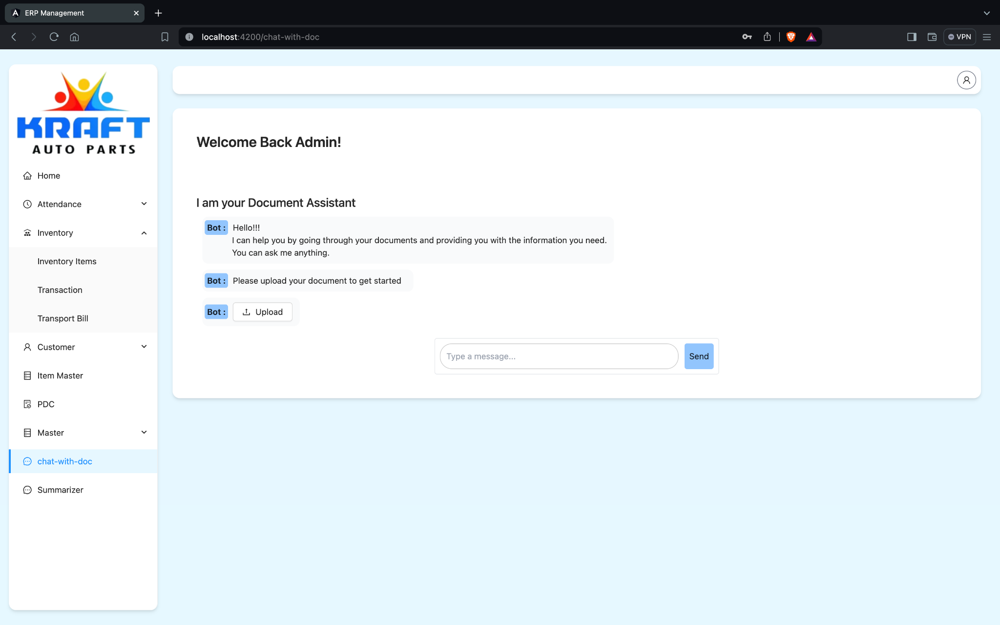 ERP Management
localhost:4200/chat-with-doc
VPN
KRAFT
AUTO PARTS
Home
Attendance
Inventory
Inventory Items
Transaction
Transport Bill
Customer
Item Master
PDC
Master
chat-with-doc
Summarizer
Welcome Back Admin!
I am your Document Assistant
Bot : Hello!!!
I can help you by going through your documents and providing you with the information you need.
You can ask me anything.
Bot : Please upload your document to get started
Bot : Upload
Type a message... Send